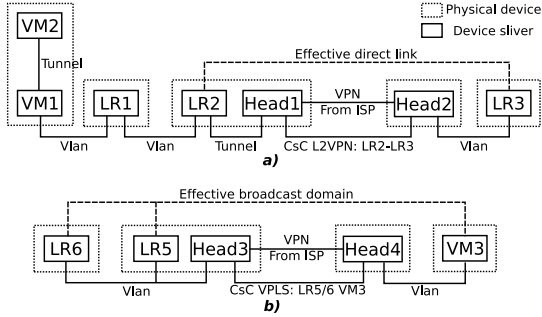 Physical device
Device sliver
VM2
Tunnel
Effective direct link
VM1
LR1
LR2
Head1
VPN
From ISP
Head2
LR3
Vlan
Vlan
Tunnel
CsC L2VPN: LR2-LR3
Vlan
a)
Effective broadcast domain
LR6
LR5
Head3
VPN
From ISP
Head4
VM3
Vlan
CsC VPLS: LR5/6 VM3
Vlan
b)